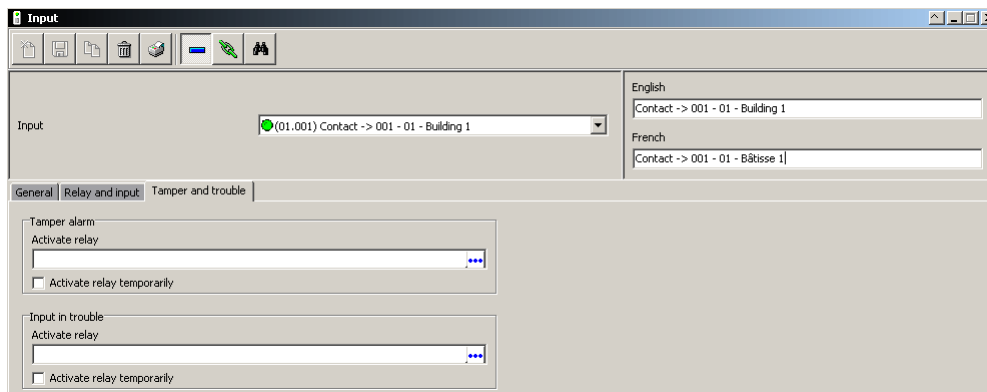 Input
Input
(01.001) Contact -> 001 - 01 - Building 1
English
Contact -> 001 - 01 - Building 1
French
Contact -> 001 - 01 - Bâtisse 1
General
Relay and input
Tamper and trouble
Tamper alarm
Activate relay
Activate relay temporarily
Input in trouble
Activate relay
Activate relay temporarily